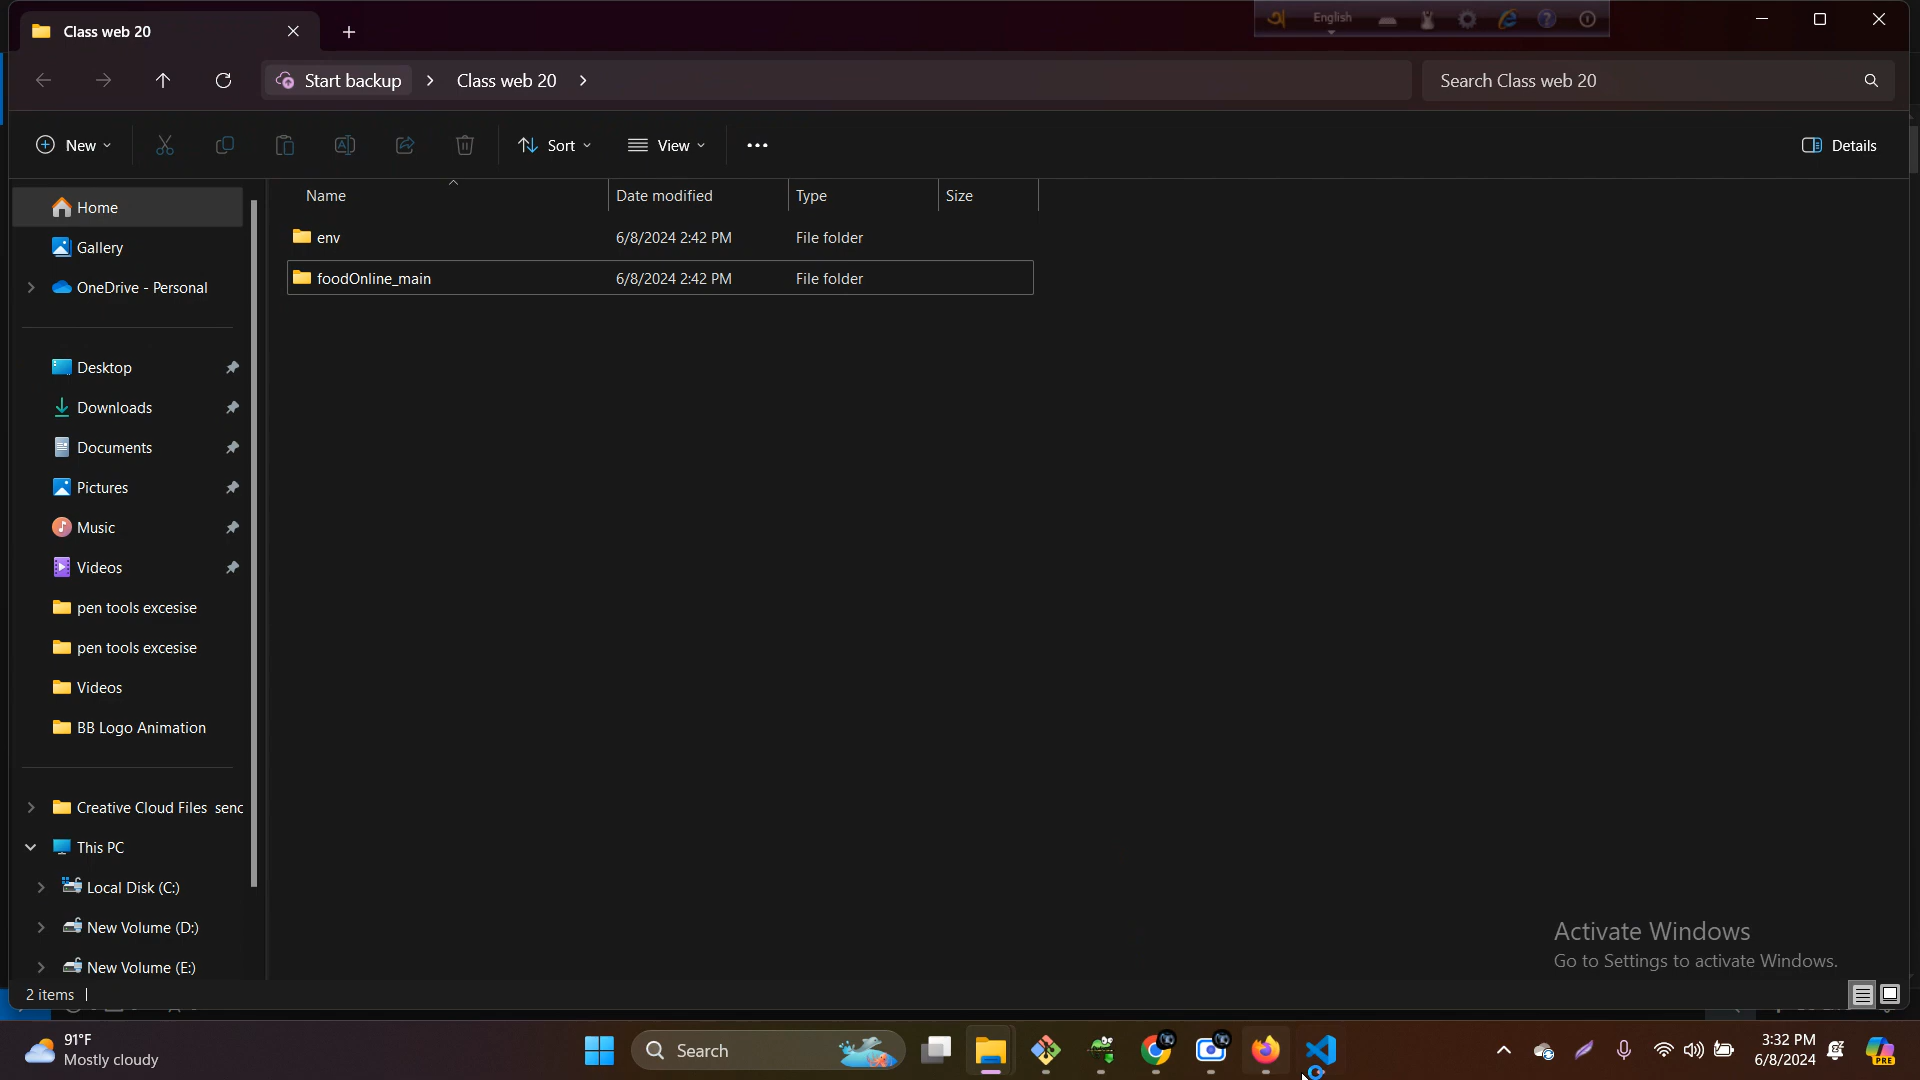 Class web 20
English
Start backup
Class web 20
Search Class web 20
New
Sort
View
Details
Name
Date modified
Type
Size
Home
env
6/8/2024 2:42 PM
File folder
Gallery
foodOnline_main
6/8/2024 2:42 PM
File folder
OneDrive - Personal
Desktop
Downloads
Documents
Pictures
Music
Videos
pen tools excesise
pen tools excesise
Videos
BB Logo Animation
Creative Cloud Files senc
This PC
Local Disk (C:)
New Volume (D:)
New Volume (E:)
Activate Windows
Go to Settings to activate Windows.
2 items
91°F
Mostly cloudy
Search
3:32 PM
6/8/2024
PRE